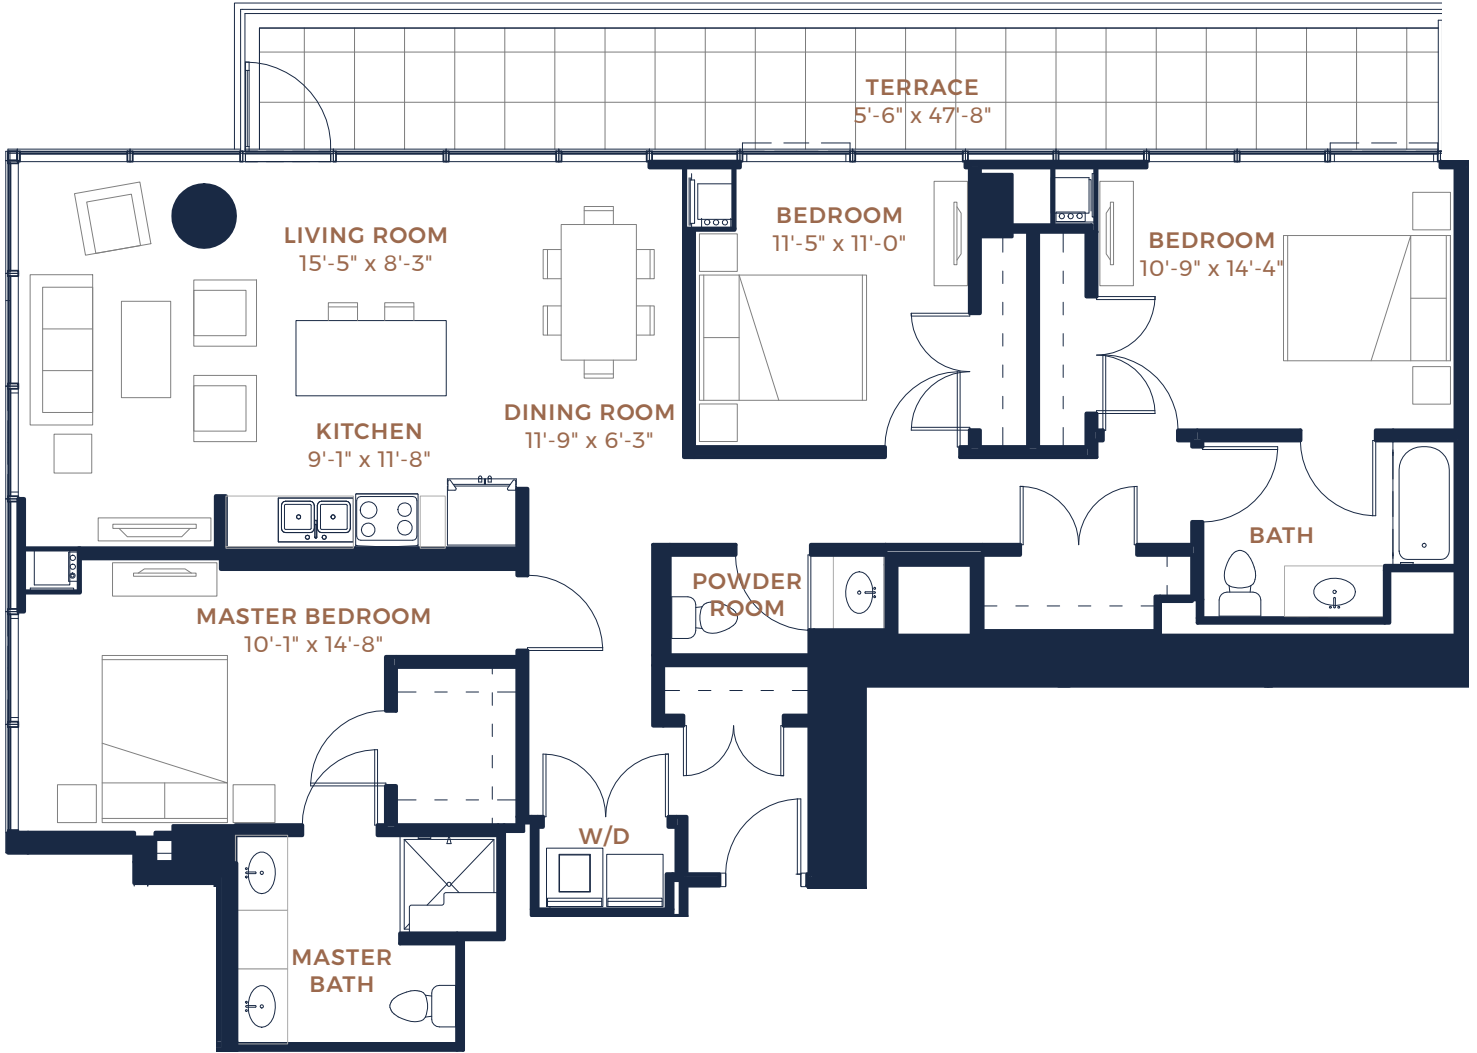 TERRACE
5'-6" x 47'-8"
LIVING ROOM
15'-5" x 8'-3"
BEDROOM
11'-5" x 11'-0"
BEDROOM
10'-9" x 14'-4"
KITCHEN
9'-1" x 11'-8"
DINING ROOM
11'-9" x 6'-3"
BATH
POWDER
ROOM
MASTER BEDROOM
10'-1" x 14'-8"
W/D
MASTER
BATH